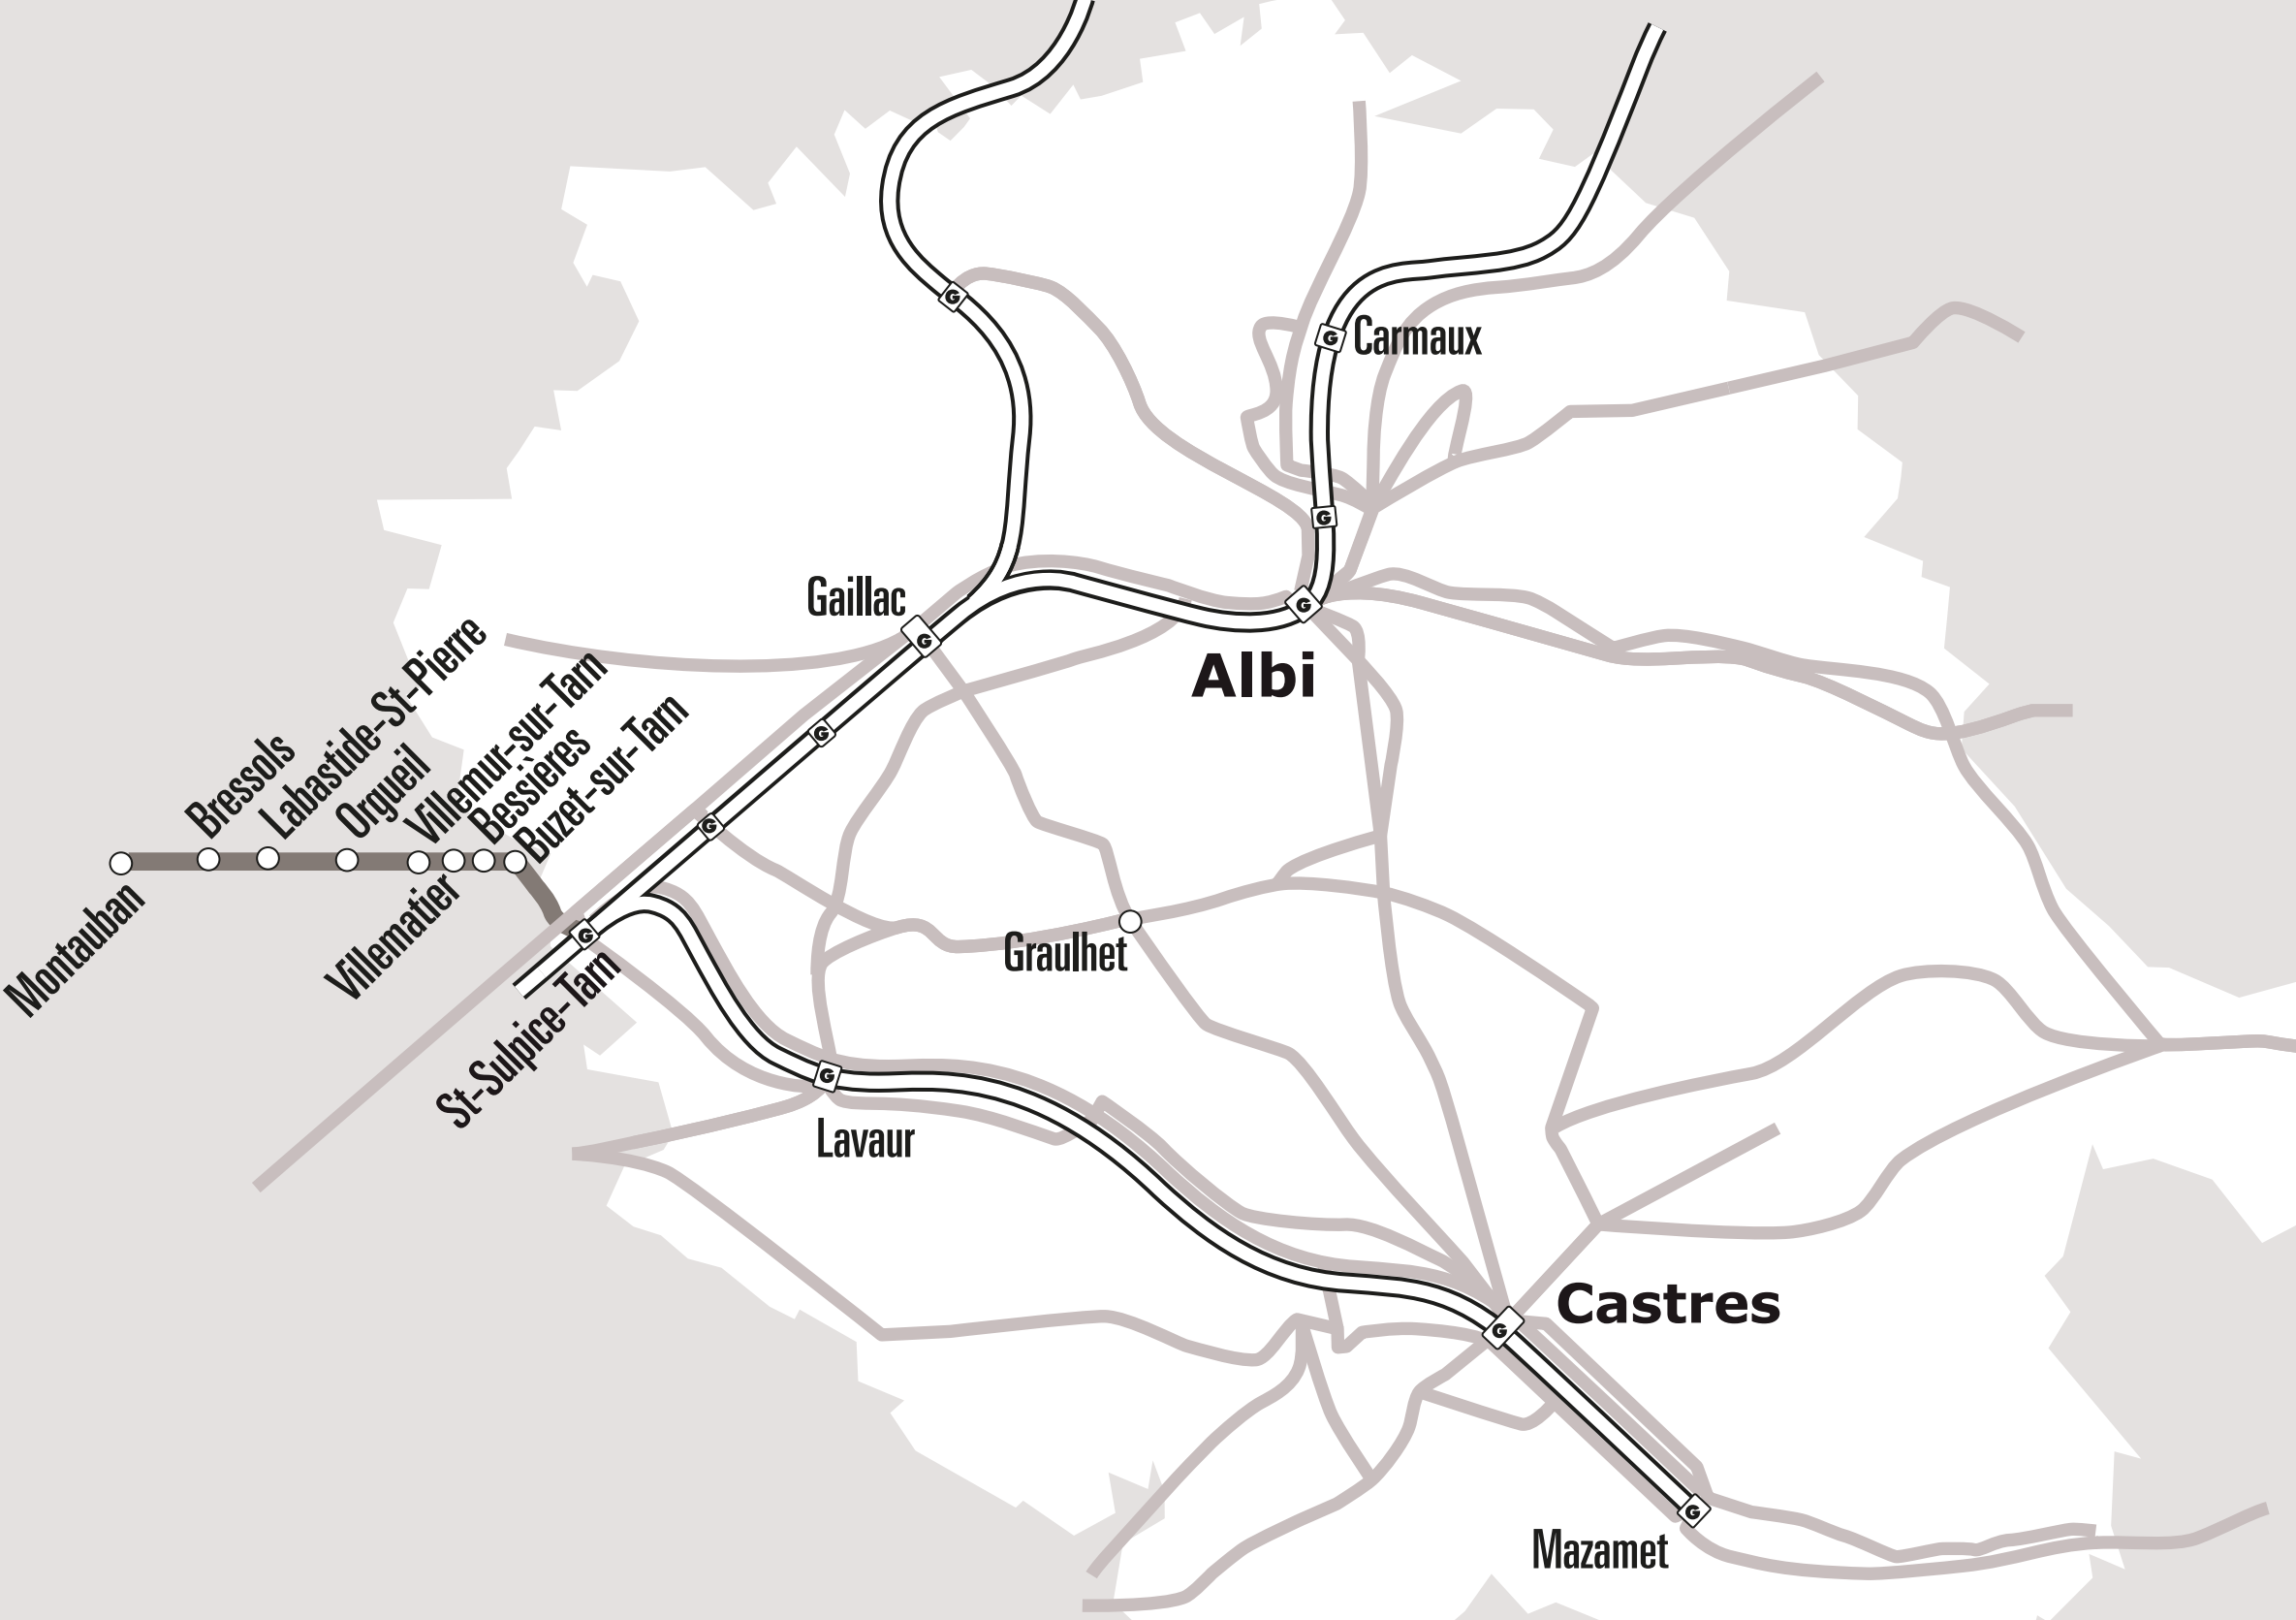 G
Carmaux
G
G
Gaillac
G
G
Albi
G
G
Bressols
Labastide-St-Pierre
Orgueil
Villemur-sur-Tarn
Bessières
Buzet-sur-Tarn
Montauban
Villematier
G
St-Sulpice-Tarn
Graulhet
G
Lavaur
Castres
G
G
Mazamet